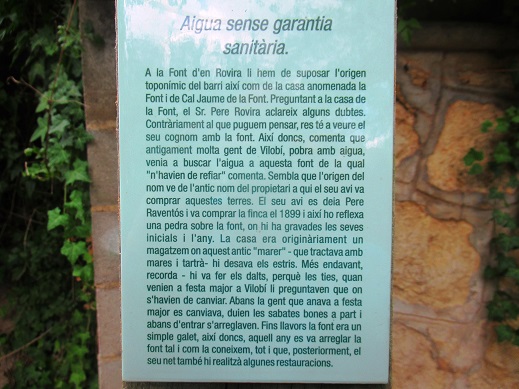 Aigua sense garantia
sanitària.
A la Font d'en Rovira li hem de suposar l'origen
toponímic del barri així com de la casa anomenada la
Font i de Cal Jaume de la Font. Preguntant a la casa de
la Font, el Sr. Pere Rovira aclareix alguns dubtes.
Contràriament al que puguem pensar, res té a veure el
seu cognom amb la font. Així doncs, comenta que
antigament molta gent de Vilobí, pobra amb aigua,
venia a buscar l'aigua a aquesta font de la qual
"n'havien de refiar" comenta. Sembla que l'origen del
nom ve de l'antic nom del propietari a qui el seu avi va
comprar aquestes terres. El seu avi es deia Pere
Raventós i va comprar la finca el 1899 i així ho reflexa
una pedra sobre la font, on hi ha gravades les seves
inicials i l'any. La casa era originàriament un
magatzem on aquest antic "marer" - que tractava amb
mares i tartrà- hi desava els estris. Més endavant,
recorda - hi va fer els dalts, perquè les ties, quan
venien a festa major a Vilobí li preguntaven que on
s'havien de canviar. Abans la gent que anava a festa
major es canviava, duien les sabates bones a part i
abans d'entrar s'arreglaven. Fins llavors la font era un
simple galet, així doncs, aquell any es va arreglar la
font tal i com la coneixem, tot i que, posteriorment, el
seu net també hi realitzà algunes restauracions.